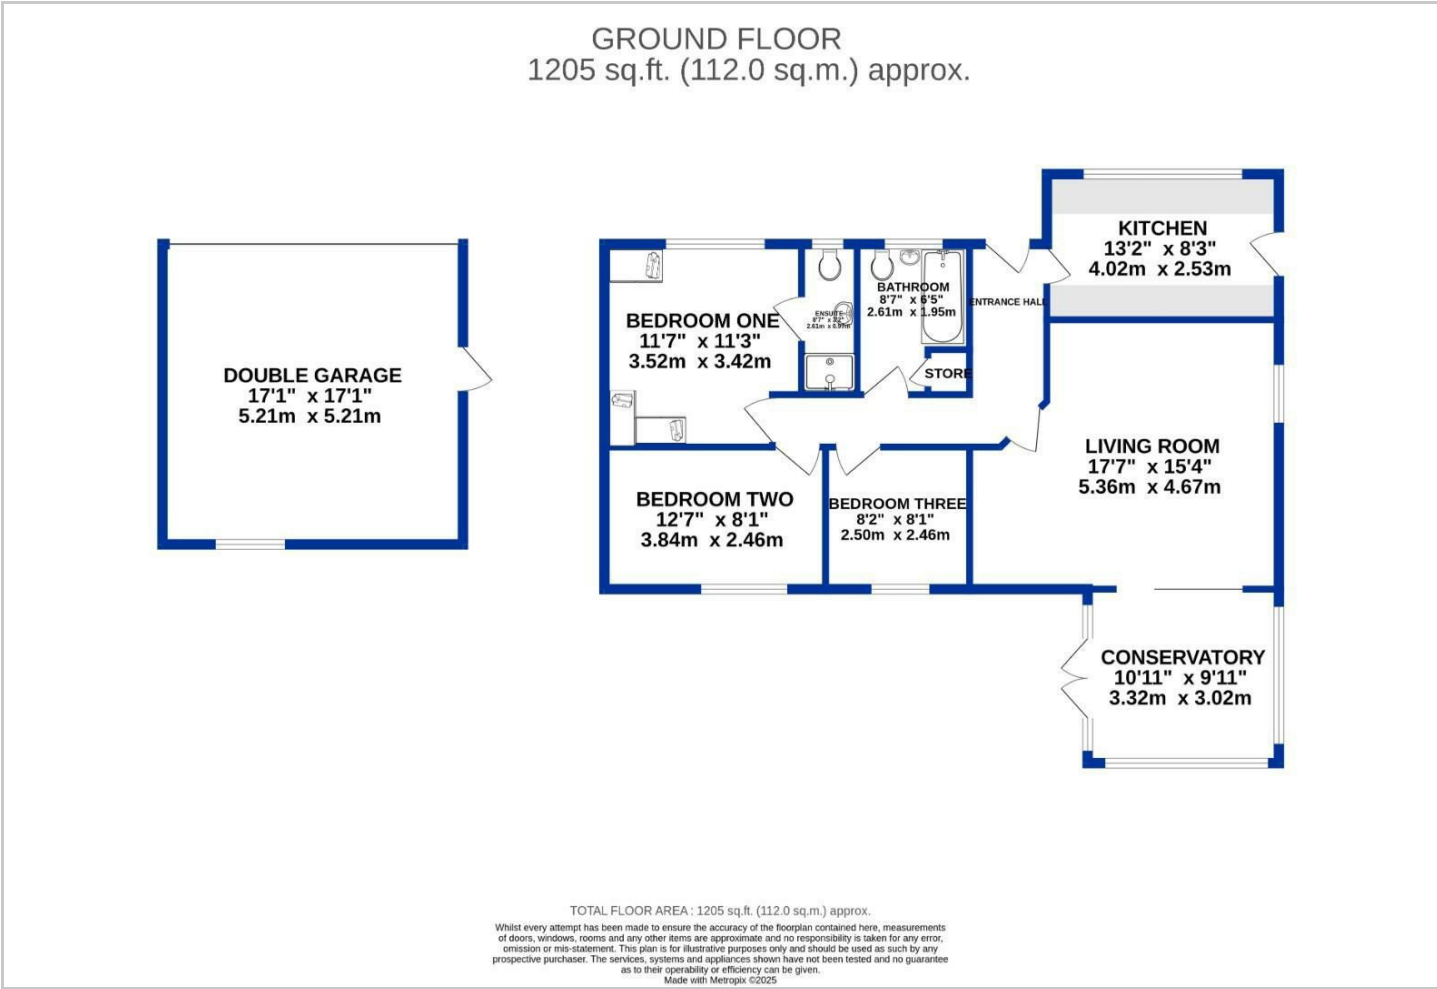 GROUND FLOOR
1205 sq.ft. (112.0 sq.m.) approx.
KITCHEN
13'2" x 8'3"
4.02m x 2.53m
BATHROOM
8'7" x 6'5"
2.61m x 1.95m
ENTRANCE HALL
ENSUITE
8'7" x 3'2"
2.61m x 0.97m
BEDROOM ONE
11'7" x 11'3"
3.52m x 3.42m
STORE
DOUBLE GARAGE
17'1" x 17'1"
5.21m x 5.21m
LIVING ROOM
17'7" x 15'4"
5.36m x 4.67m
BEDROOM TWO
12'7" x 8'1"
3.84m x 2.46m
BEDROOM THREE
8'2" x 8'1"
2.50m x 2.46m
CONSERVATORY
10'11" x 9'11"
3.32m x 3.02m
TOTAL FLOOR AREA : 1205 sq.ft. (112.0 sq.m.) approx.
Whilst every attempt has been made to ensure the accuracy of the floorplan contained here, measurements
of doors, windows, rooms and any other items are approximate and no responsibility is taken for any error,
omission or mis-statement. This plan is for illustrative purposes only and should be used as such by any
prospective purchaser. The services, systems and appliances shown have not been tested and no guarantee
as to their operability or efficiency can be given.
Made with Metropix ©2025